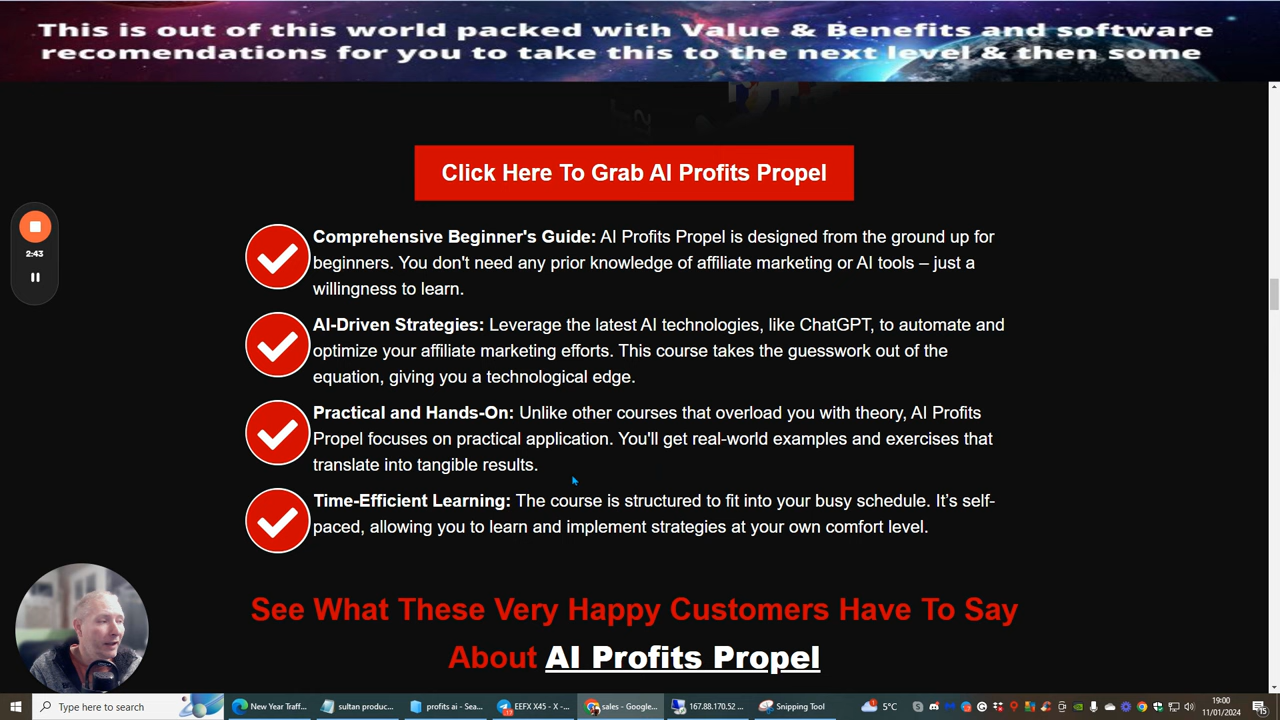 This is out of this world packed with Value & Benefits and software
recomendations for you to take this to the next level & then some
Click Here To Grab AI Profits Propel
Comprehensive Beginner's Guide: AI Profits Propel is designed from the ground up for
beginners. You don't need any prior knowledge of affiliate marketing or AI tools – just a
willingness to learn.
AI-Driven Strategies: Leverage the latest AI technologies, like ChatGPT, to automate and
optimize your affiliate marketing efforts. This course takes the guesswork out of the
equation, giving you a technological edge.
Practical and Hands-On: Unlike other courses that overload you with theory, AI Profits
Propel focuses on practical application. You'll get real-world examples and exercises that
translate into tangible results.
Time-Efficient Learning: The course is structured to fit into your busy schedule. It’s self-
paced, allowing you to learn and implement strategies at your own comfort level.
See What These Very Happy Customers Have To Say
About AI Profits Propel
2:43
Type here to search
New Year Traff...
sultan produc...
profits ai - Sea...
EEFX X45 - X -...
sales - Google...
167.88.170.52 ...
Snipping Tool
5°C
19:00
11/01/2024